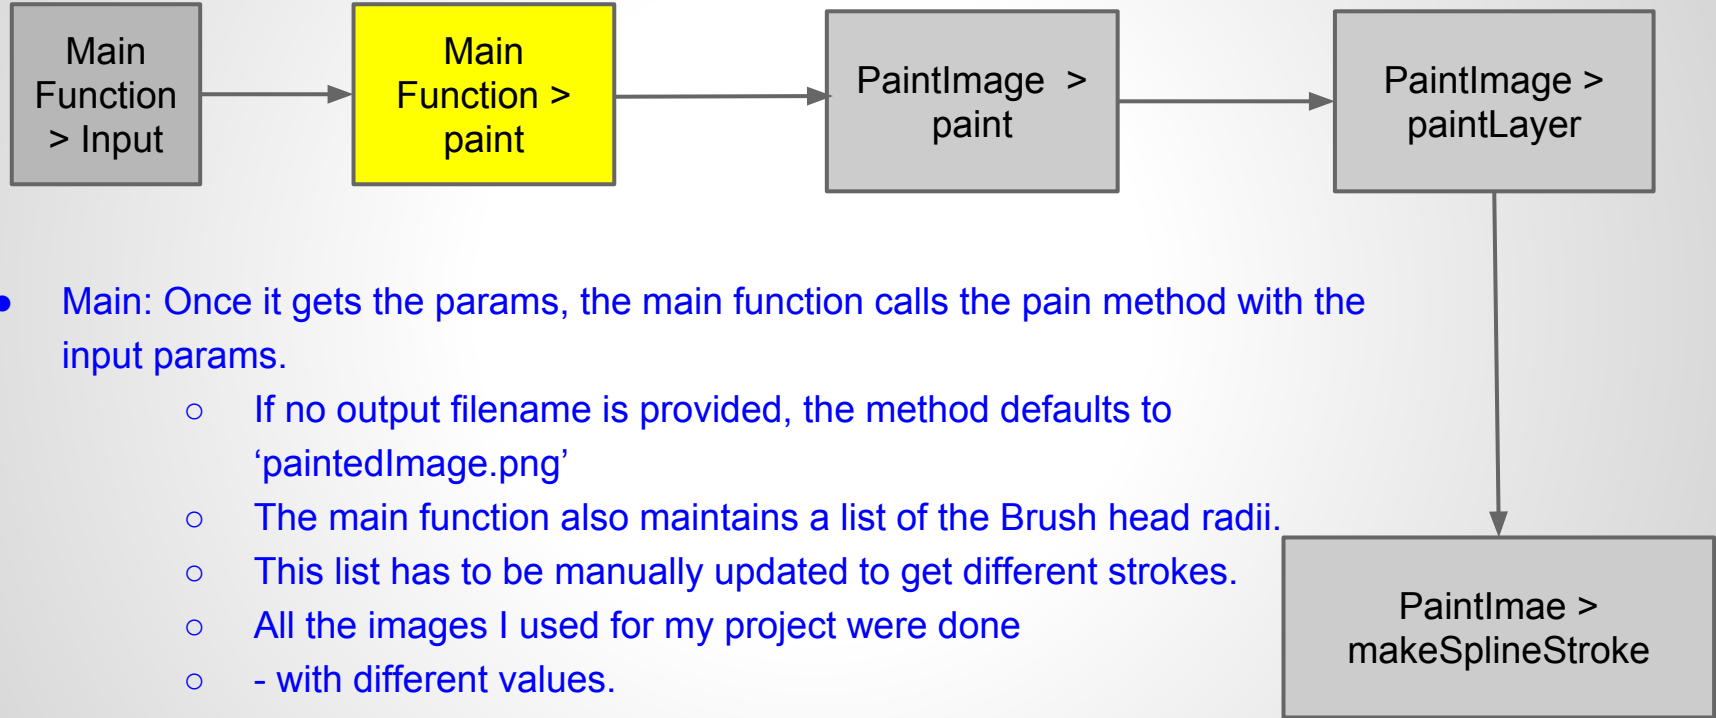 Main
Function
> Input
Main
Function >
paint
PaintImage >
paint
PaintImage >
paintLayer
● Main: Once it gets the params, the main function calls the pain method with the
input params.
○ If no output filename is provided, the method defaults to
‘paintedImage.png’
○ The main function also maintains a list of the Brush head radii.
○ This list has to be manually updated to get different strokes.
○ All the images I used for my project were done
○ - with different values.
PaintImae >
makeSplineStroke